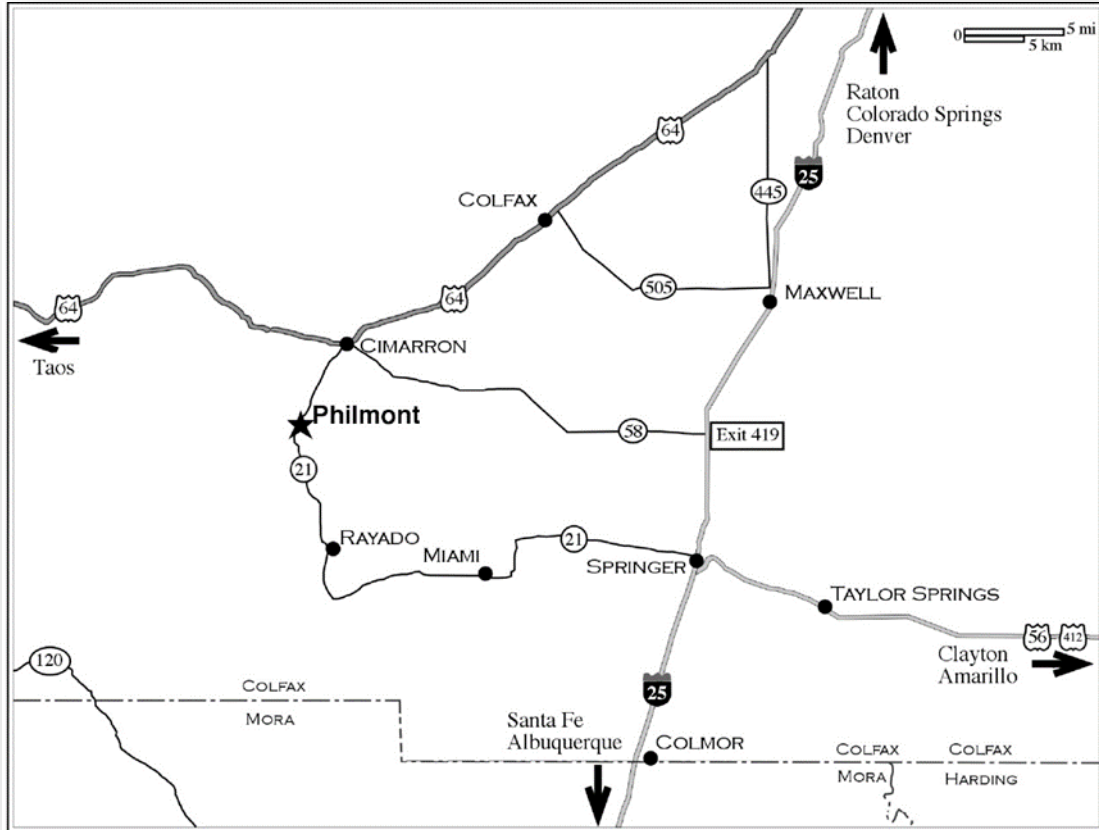 0 5 mi
5 km
Raton
Colorado Springs
Denver
64
25
COLFAX
445
505
64
MAXWELL
64
Taos
CIMARRON
Philmont
58
Exit 419
21
RAYADO
MIAMI
21
SPRINGER
TAYLOR SPRINGS
56 412
Clayton
Amarillo
120
25
COLFAX
MORA
Santa Fe
Albuquerque
COLMOR
COLFAX
MORA
COLFAX
HARDING